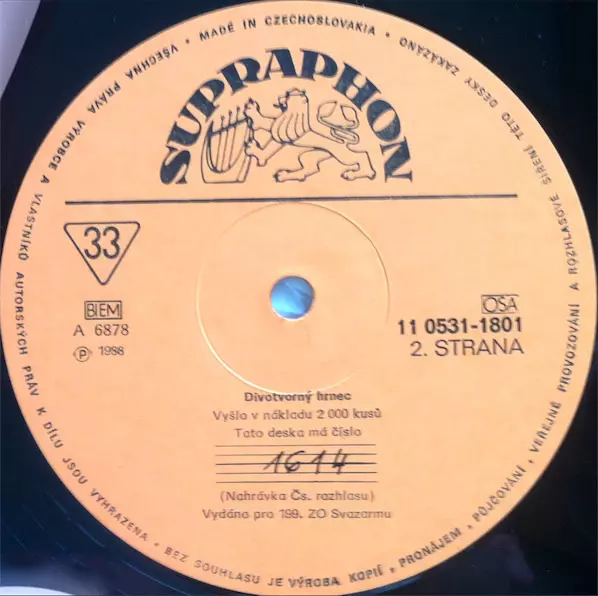 VŠECHNA PRÁVA VÝROBCE A VLASTNÍKŮ AUTORSKÝCH PRÁV K DÍLU JSOU VYHRAZENA • BEZ SOUHLASU JE VÝROBA KOPIÍ, PRONÁJEM, PŮJČOVÁNÍ • VEŘEJNÉ PROVOZOVÁNÍ A ROZHLASOVÉ ŠÍŘENÍ TÉTO DESKY ZAKÁZÁNO • MADE IN CZECHOSLOVAKIA •
SUPRAPHON
33
BIEM
A 6878
Ⓟ 1988
OSA
11 0531-1801
2. STRANA
Divotvorný hrnec
Vyšlo v nákladu 2 000 kusů
Tato deska má číslo
1614
(Nahrávka Čs. rozhlasu)
Vydáno pro 199. ZO Svazarmu